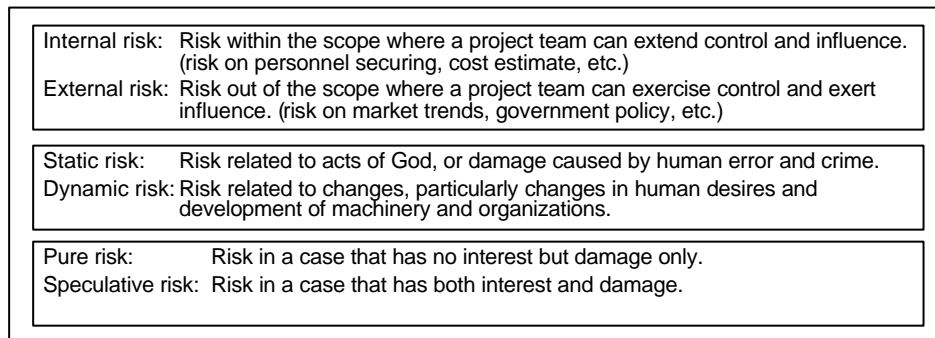 Internal risk: Risk within the scope where a project team can extend control and influence.
(risk on personnel securing, cost estimate, etc.)
External risk: Risk out of the scope where a project team can exercise control and exert
influence. (risk on market trends, government policy, etc.)
Static risk: Risk related to acts of God, or damage caused by human error and crime.
Dynamic risk: Risk related to changes, particularly changes in human desires and
development of machinery and organizations.
Pure risk: Risk in a case that has no interest but damage only.
Speculative risk: Risk in a case that has both interest and damage.